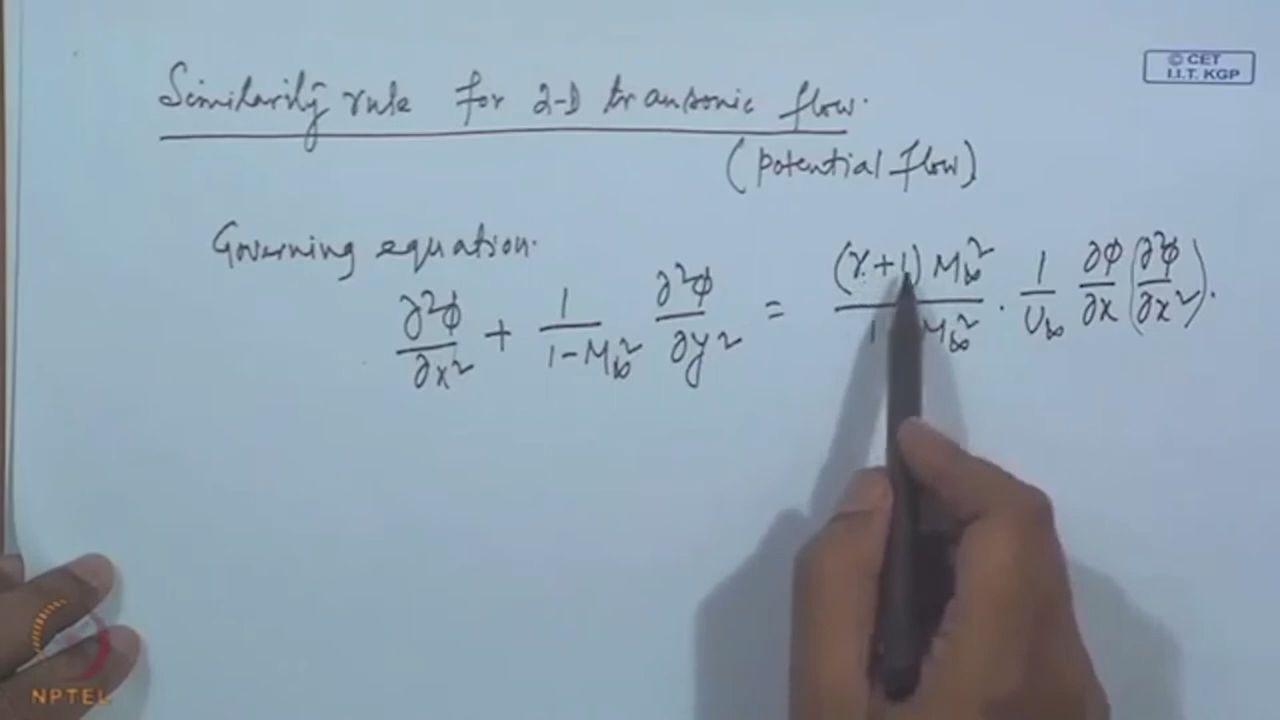 © CET
I.I.T. KGP
Similarity rule for 2-D transonic flow.
(Potential flow)
Governing equation.
∂²φ/∂x² + 1/(1-M∞²) ∂²φ/∂y² = (γ+1) M∞²/(1-M∞²) · 1/U∞ ∂φ/∂x (∂²φ/∂x²).
NPTEL